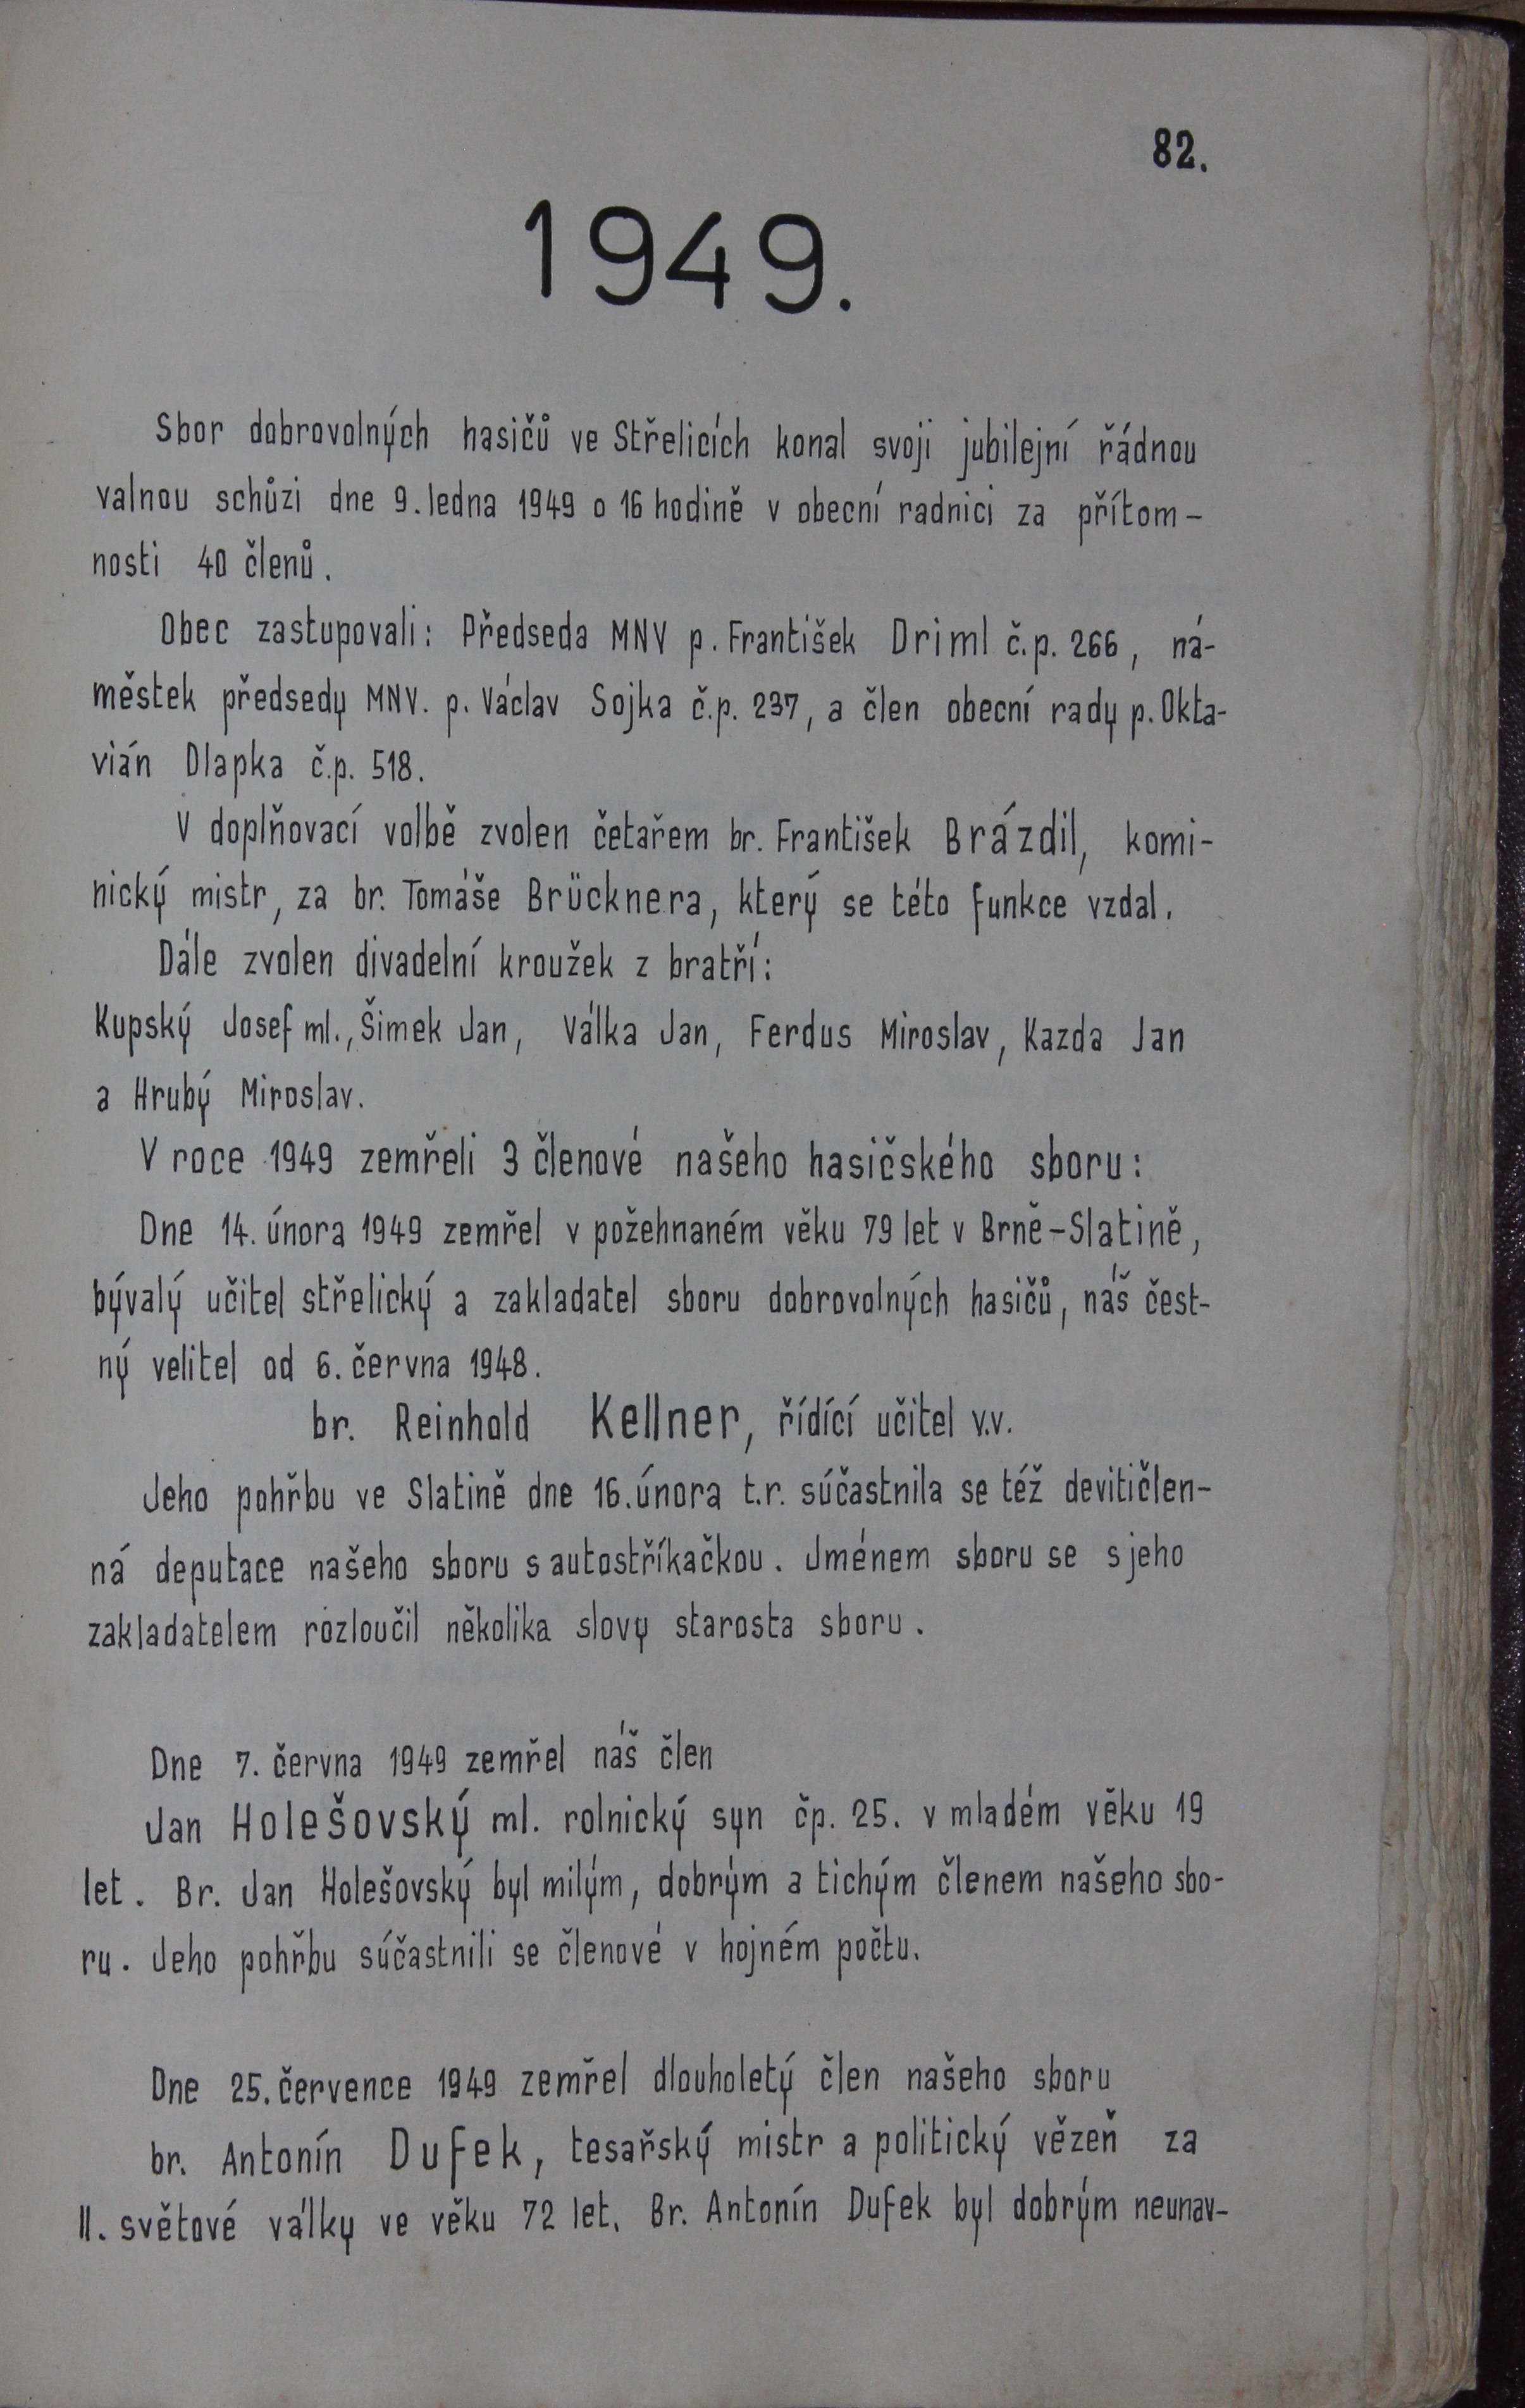 82.
1949.
Sbor dobrovolných hasičů ve Střelicích konal svoji jubilejní řádnou
valnou schůzi dne 9. ledna 1949 o 16 hodině v obecní radnici za přítom-
nosti 40 členů.
Obec zastupovali: Předseda MNV p. František Driml č.p. 266, ná-
městek předsedy MNV. p. Václav Sojka č.p. 237, a člen obecní rady p. Okta-
vián Dlapka č.p. 518.
V doplňovací volbě zvolen četařem br. František Brázdil, komi-
nický mistr, za br. Tomáše Brücknera, který se této funkce vzdal.
Dále zvolen divadelní kroužek z bratří:
Kupský Josef ml., Šimek Jan, Válka Jan, Ferdus Miroslav, Kazda Jan
a Hrubý Miroslav.
V roce 1949 zemřeli 3 členové našeho hasičského sboru:
Dne 14. února 1949 zemřel v požehnaném věku 79 let v Brně-Slatině,
bývalý učitel střelický a zakladatel sboru dobrovolných hasičů, náš čest-
ný velitel od 6. června 1948.
br. Reinhold Kellner, řídící učitel v.v.
Jeho pohřbu ve Slatině dne 16. února t.r. súčastnila se též devitičlen-
ná deputace našeho sboru s autostříkačkou. Jménem sboru se s jeho
zakladatelem rozloučil několika slovy starosta sboru.
Dne 7. června 1949 zemřel náš člen
Jan Holešovský ml. rolnický syn čp. 25. v mladém věku 19
let. Br. Jan Holešovský byl milým, dobrým a tichým členem našeho sbo-
ru. Jeho pohřbu súčastnili se členové v hojném počtu.
Dne 25. července 1949 zemřel dlouholetý člen našeho sboru
br. Antonín Dufek, tesařský mistr a politický vězeň za
II. světové války ve věku 72 let. Br. Antonín Dufek byl dobrým neunav-